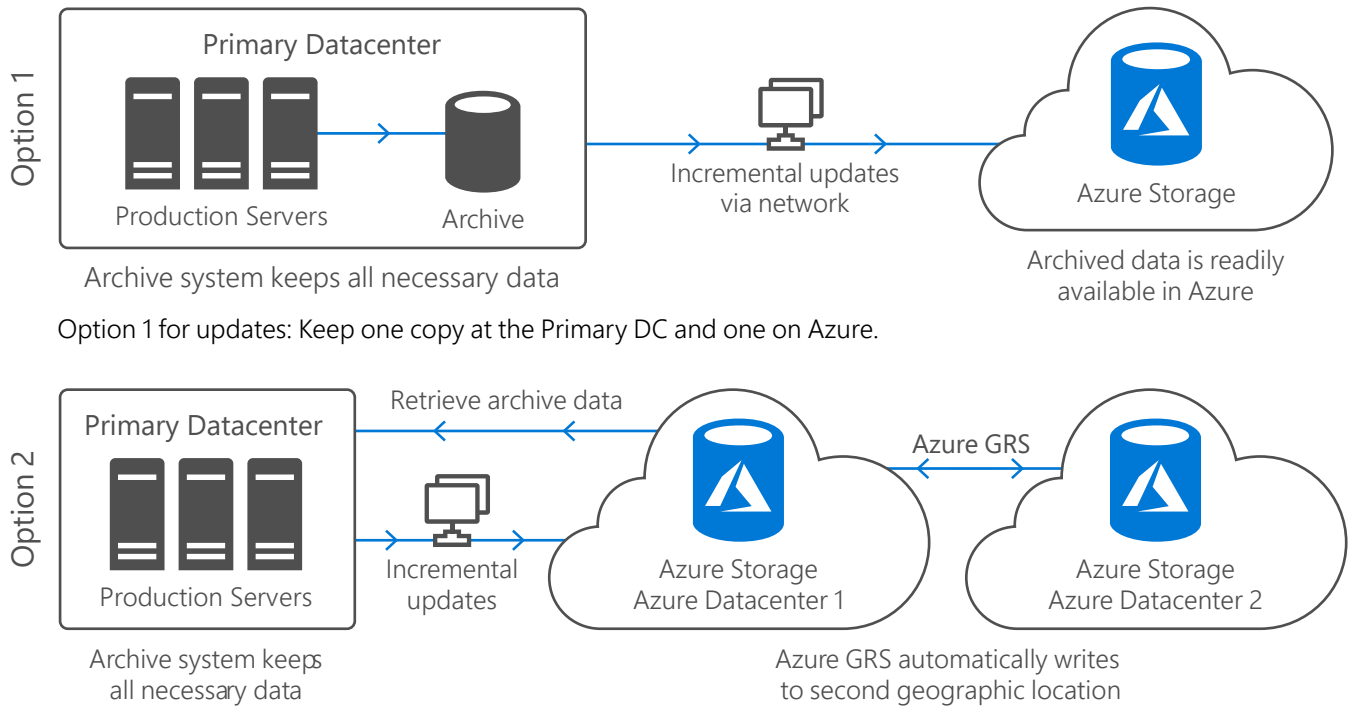 Option 1
Primary Datacenter
Production Servers
Archive
Archive system keeps all necessary data
Incremental updates
via network
Azure Storage
Archived data is readily
available in Azure
Option 1 for updates: Keep one copy at the Primary DC and one on Azure.
Option 2
Primary Datacenter
Production Servers
Archive system keeps
all necessary data
Retrieve archive data
Incremental
updates
Azure Storage
Azure Datacenter 1
Azure GRS
Azure Storage
Azure Datacenter 2
Azure GRS automatically writes
to second geographic location